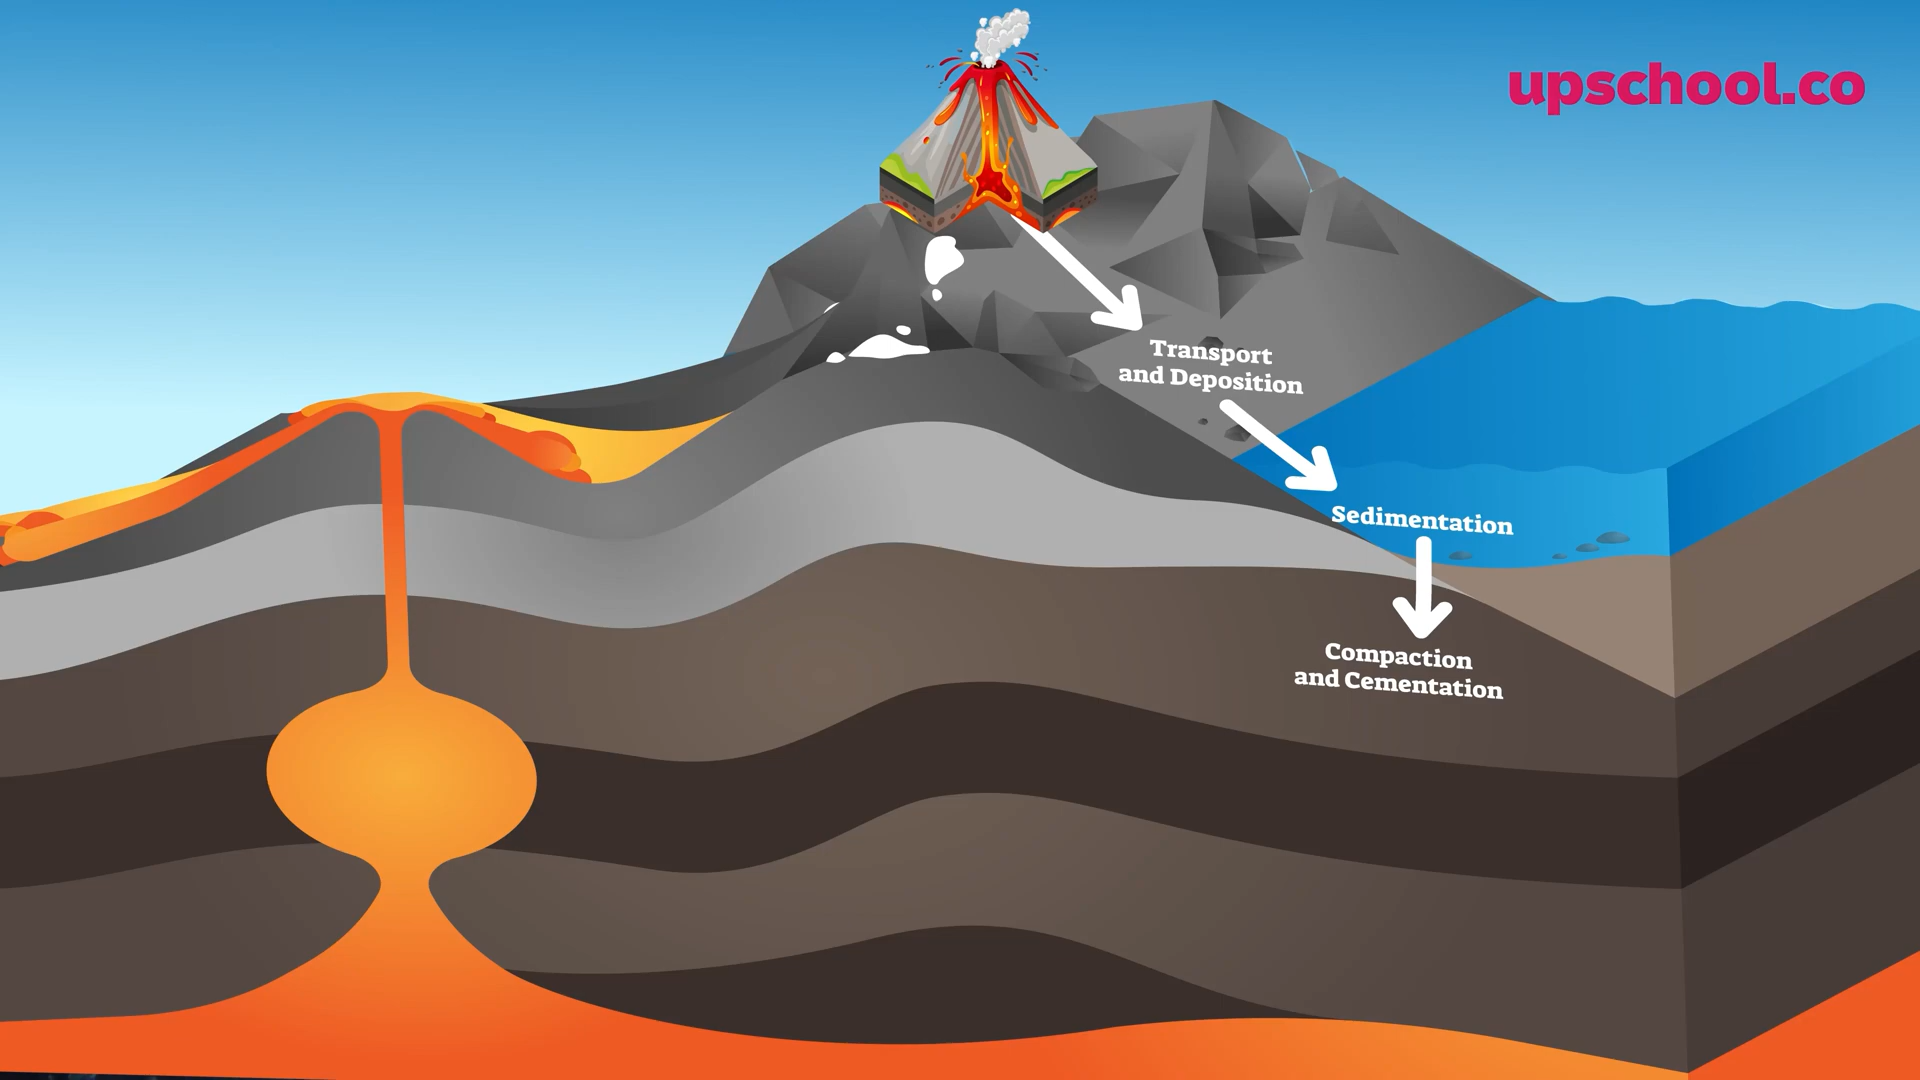 upschool.co
Transport
and Deposition
Sedimentation
Compaction
and Cementation